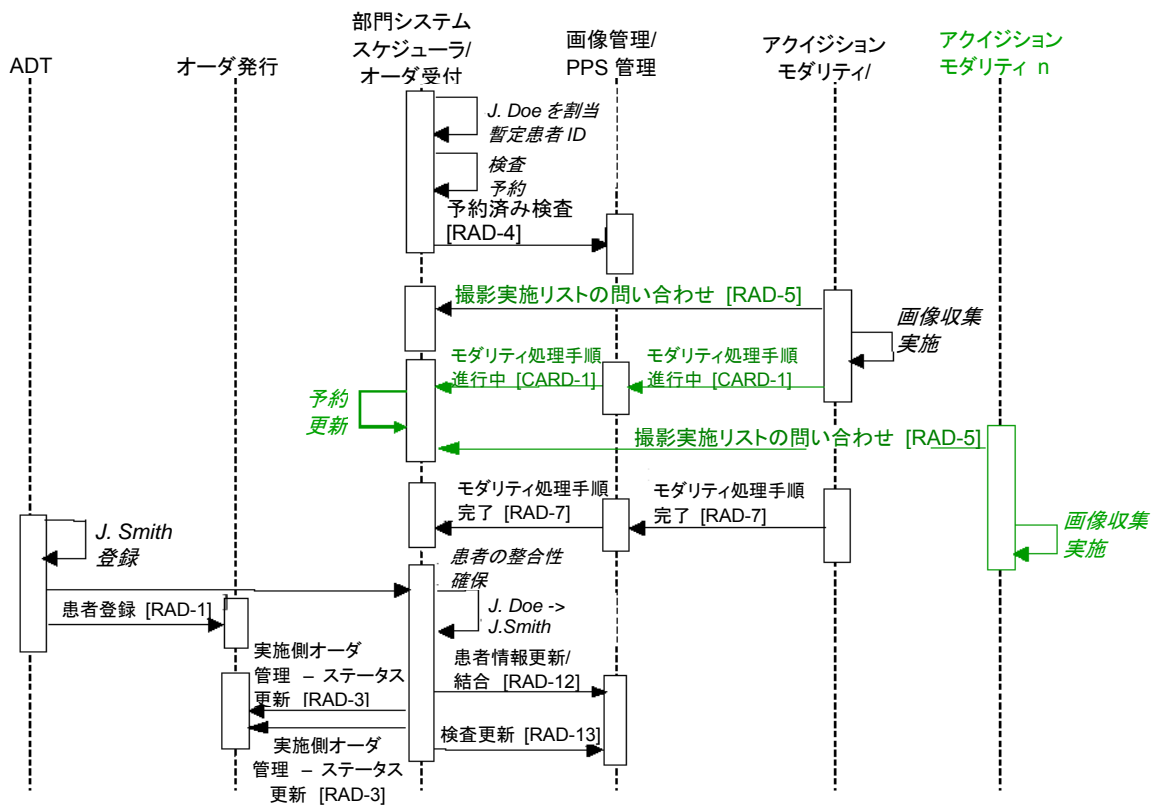 ADT
オーダ発行
部門システム
スケジューラ/
オーダ受付
画像管理/
PPS 管理
アクイジション
モダリティ/
アクイジション
モダリティ n
J. Doe を割当
暫定患者 ID
検査
予約
予約済み検査
[RAD-4]
撮影実施リストの問い合わせ [RAD-5]
画像収集
実施
モダリティ処理手順
進行中 [CARD-1]
モダリティ処理手順
進行中 [CARD-1]
予約
更新
撮影実施リストの問い合わせ [RAD-5]
モダリティ処理手順
完了 [RAD-7]
モダリティ処理手順
完了 [RAD-7]
画像収集
実施
J. Smith
登録
患者の整合性
確保
患者登録 [RAD-1]
J. Doe ->
J.Smith
実施側オーダ
管理 – ステータス
更新 [RAD-3]
患者情報更新/
結合 [RAD-12]
検査更新 [RAD-13]
実施側オーダ
管理 – ステータス
更新 [RAD-3]